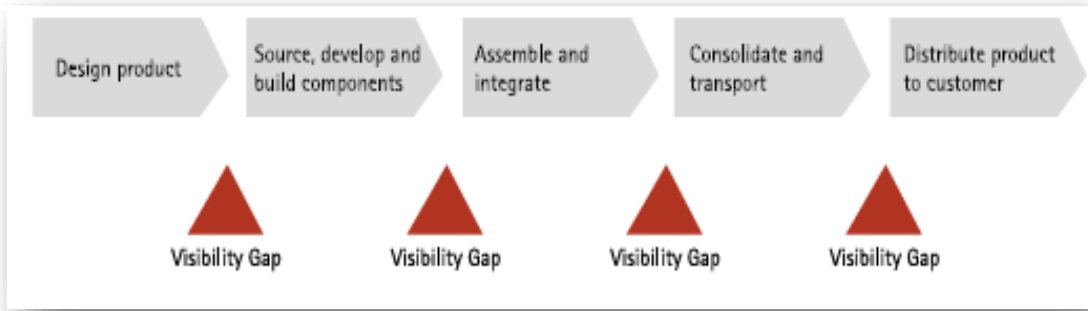 Design product
Source, develop and
build components
Assemble and
integrate
Consolidate and
transport
Distribute product
to customer
Visibility Gap
Visibility Gap
Visibility Gap
Visibility Gap